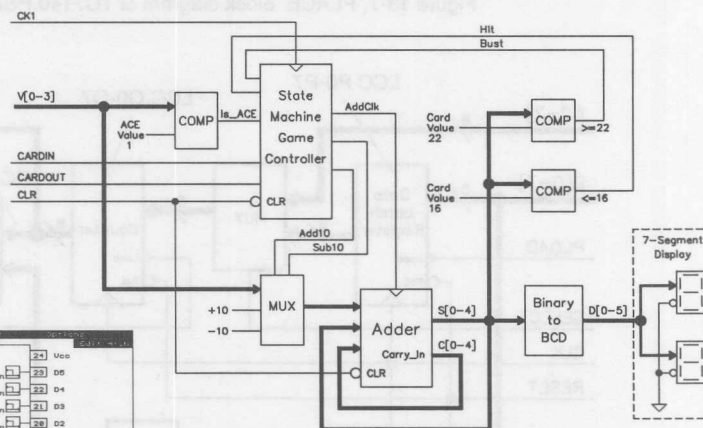 CK1
Hit
Bust
V[0-3]
COMP
Is_ACE
ACE
Value
1
State
Machine
Game
Controller
AddClk
CARDIN
CARDOUT
CLR
CLR
Card
Value
22
COMP
>=22
Card
Value
16
COMP
<=16
Add10
Sub10
MUX
+10
-10
Adder
Carry_In
CLR
S[0-4]
C[0-4]
Binary
to
BCD
D[0-5]
7-Segment
Display
24 Vcc
23 D5
22 D4
21 D3
20 D2